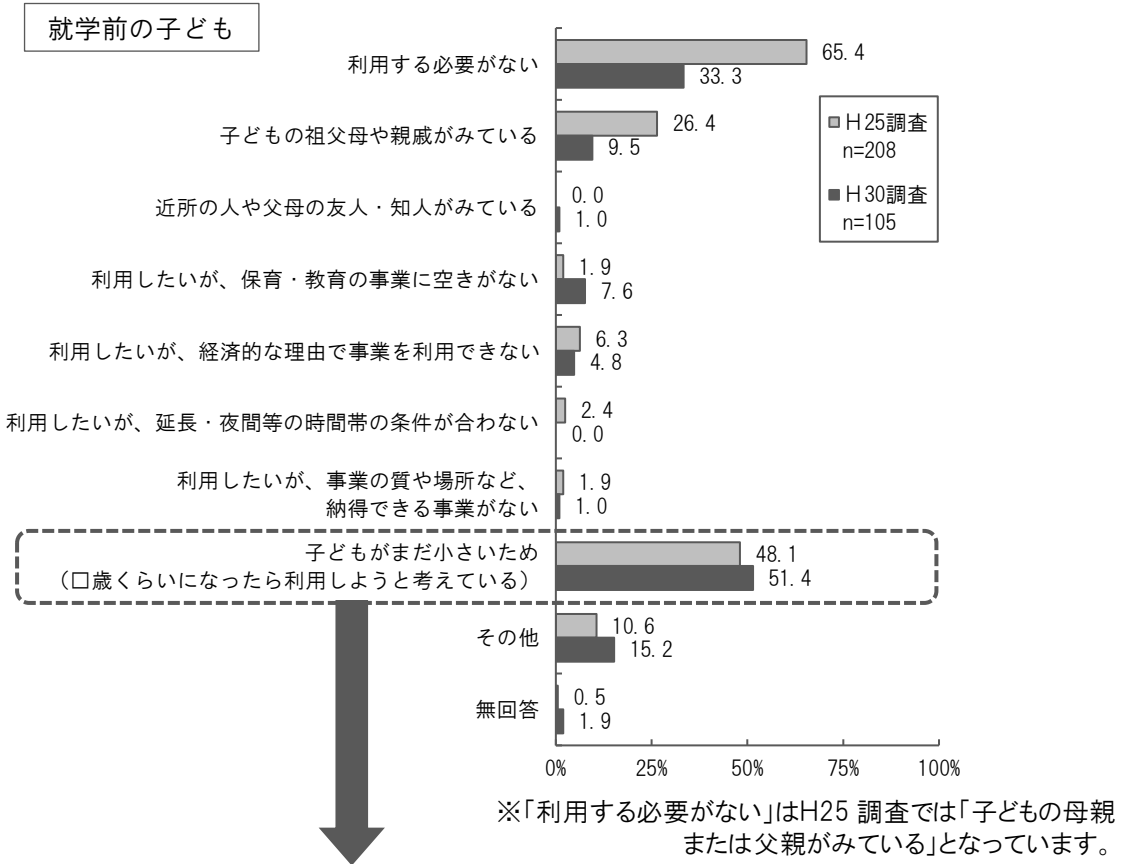 就学前の子ども
利用する必要がない
65.4
33.3
子どもの祖父母や親戚がみている
26.4
9.5
近所の人や父母の友人・知人がみている
0.0
1.0
利用したいが、保育・教育の事業に空きがない
1.9
7.6
利用したいが、経済的な理由で事業を利用できない
6.3
4.8
利用したいが、延長・夜間等の時間帯の条件が合わない
2.4
0.0
利用したいが、事業の質や場所など、
納得できる事業がない
1.9
1.0
子どもがまだ小さいため
（□歳くらいになったら利用しようと考えている）
48.1
51.4
その他
10.6
15.2
無回答
0.5
1.9
0%
25%
50%
75%
100%
H25調査
n=208
H30調査
n=105
※「利用する必要がない」はH25 調査では「子どもの母親
または父親がみている」となっています。